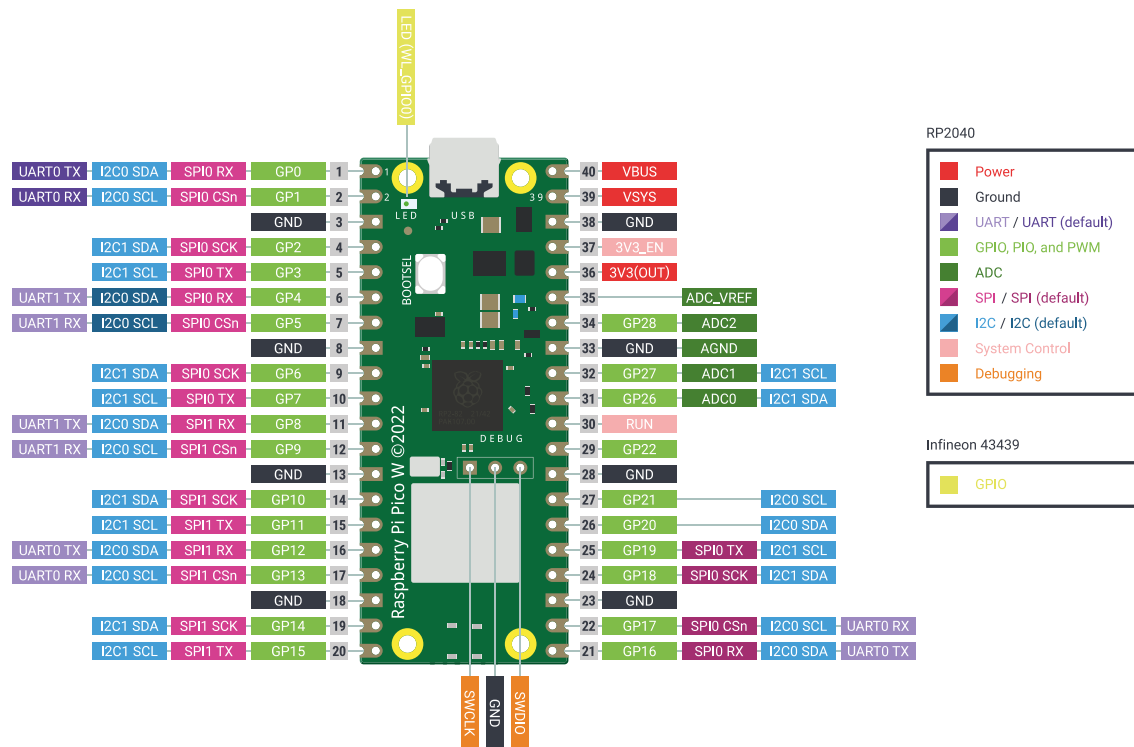 LED (WL_GPIO0)
UART0 TX I2C0 SDA SPI0 RX GP0 1
UART0 RX I2C0 SCL SPI0 CSn GP1 2
GND 3
I2C1 SDA SPI0 SCK GP2 4
I2C1 SCL SPI0 TX GP3 5
UART1 TX I2C0 SDA SPI0 RX GP4 6
UART1 RX I2C0 SCL SPI0 CSn GP5 7
GND 8
I2C1 SDA SPI0 SCK GP6 9
I2C1 SCL SPI0 TX GP7 10
UART1 TX I2C0 SDA SPI1 RX GP8 11
UART1 RX I2C0 SCL SPI1 CSn GP9 12
GND 13
I2C1 SDA SPI1 SCK GP10 14
I2C1 SCL SPI1 TX GP11 15
UART0 TX I2C0 SDA SPI1 RX GP12 16
UART0 RX I2C0 SCL SPI1 CSn GP13 17
GND 18
I2C1 SDA SPI1 SCK GP14 19
I2C1 SCL SPI1 TX GP15 20
1
2
39
LED
USB
BOOTSEL
DEBUG
Raspberry Pi Pico W ©2022
SWCLK
GND
SWDIO
40 VBUS
39 VSYS
38 GND
37 3V3_EN
36 3V3(OUT)
35 ADC_VREF
34 GP28 ADC2
33 GND AGND
32 GP27 ADC1 I2C1 SCL
31 GP26 ADC0 I2C1 SDA
30 RUN
29 GP22
28 GND
27 GP21 I2C0 SCL
26 GP20 I2C0 SDA
25 GP19 SPI0 TX I2C1 SCL
24 GP18 SPI0 SCK I2C1 SDA
23 GND
22 GP17 SPI0 CSn I2C0 SCL UART0 RX
21 GP16 SPI0 RX I2C0 SDA UART0 TX
RP2040
Power
Ground
UART / UART (default)
GPIO, PIO, and PWM
ADC
SPI / SPI (default)
I2C / I2C (default)
System Control
Debugging
Infineon 43439
GPIO